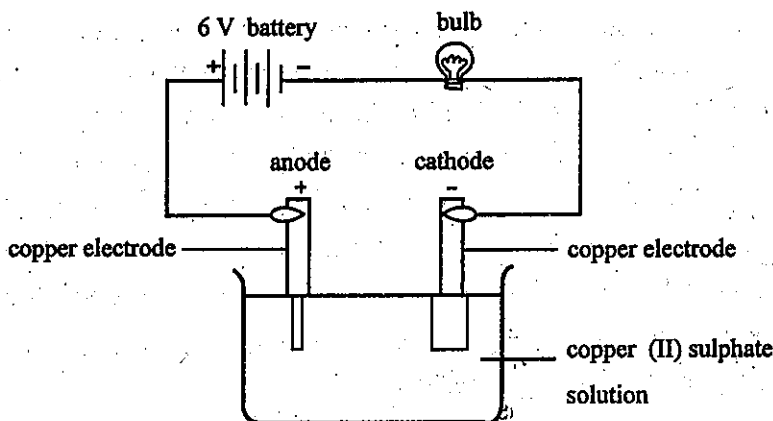 6 V battery
bulb
+ −
anode
cathode
+
-
copper electrode
copper electrode
copper (II) sulphate
solution